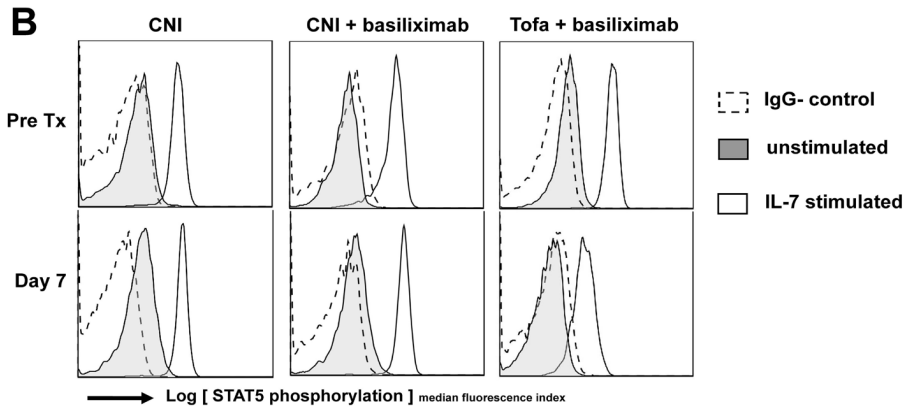 B
CNI
CNI + basiliximab
Tofa + basiliximab
Pre Tx
Day 7
IgG- control
unstimulated
IL-7 stimulated
Log [ STAT5 phosphorylation ] median fluorescence index